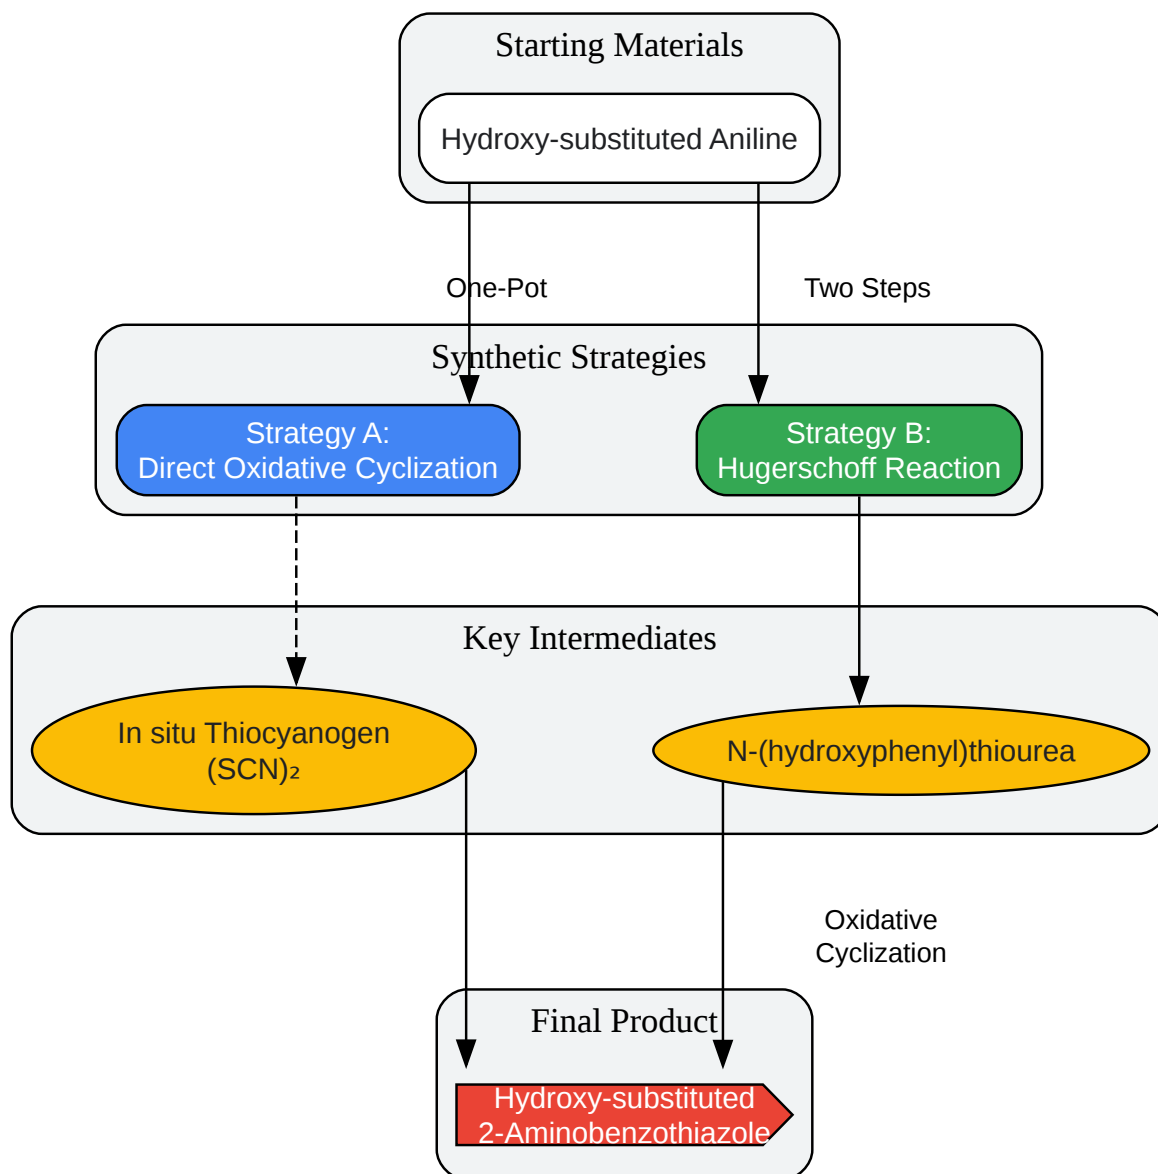 Starting Materials
Hydroxy-substituted Aniline
One-Pot
Two Steps
Synthetic Strategies
Strategy A:
Direct Oxidative Cyclization
Strategy B:
Hugerschoff Reaction
Key Intermediates
In situ Thiocyanogen
(SCN)₂
N-(hydroxyphenyl)thiourea
Oxidative
Cyclization
Final Product
Hydroxy-substituted
2-Aminobenzothiazole